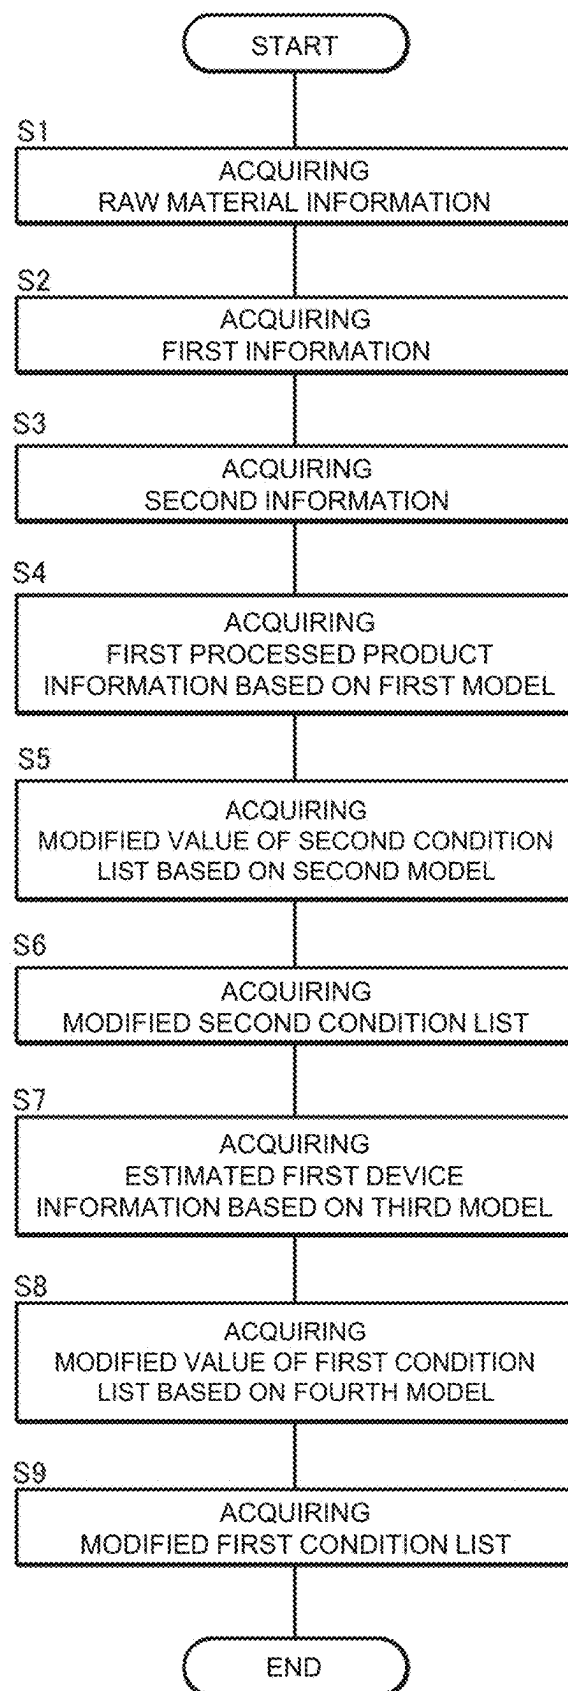 START
S1
ACQUIRING
RAW MATERIAL INFORMATION
S2
ACQUIRING
FIRST INFORMATION
S3
ACQUIRING
SECOND INFORMATION
S4
ACQUIRING
FIRST PROCESSED PRODUCT
INFORMATION BASED ON FIRST MODEL
S5
ACQUIRING
MODIFIED VALUE OF SECOND CONDITION
LIST BASED ON SECOND MODEL
S6
ACQUIRING
MODIFIED SECOND CONDITION LIST
S7
ACQUIRING
ESTIMATED FIRST DEVICE
INFORMATION BASED ON THIRD MODEL
S8
ACQUIRING
MODIFIED VALUE OF FIRST CONDITION
LIST BASED ON FOURTH MODEL
S9
ACQUIRING
MODIFIED FIRST CONDITION LIST
END